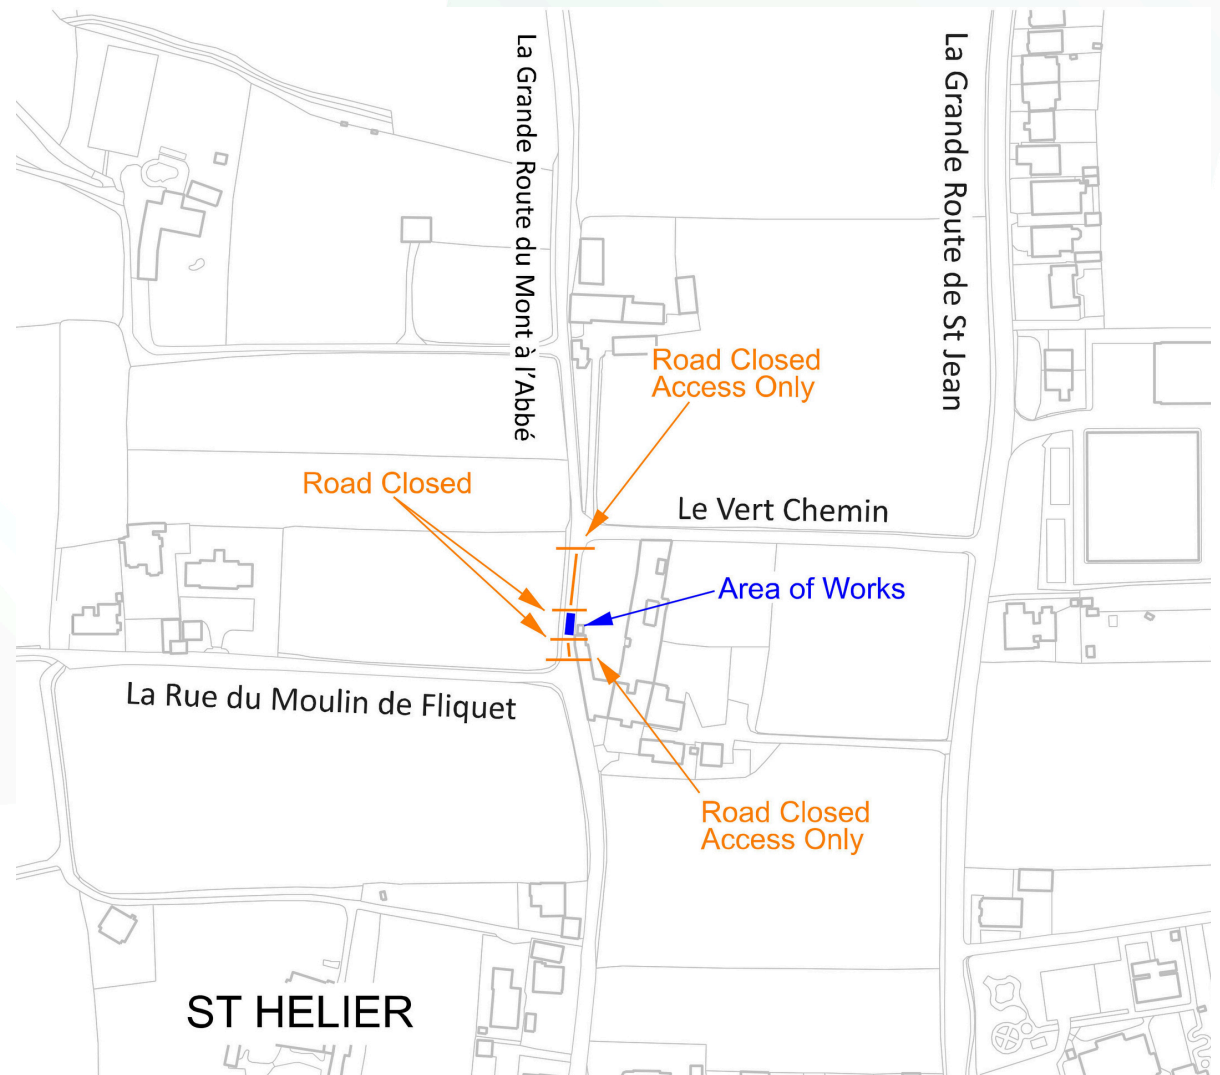 La Grande Route du Mont à l'Abbé
La Grande Route de St Jean
Road Closed
Access Only
Road Closed
Le Vert Chemin
Area of Works
La Rue du Moulin de Fliquet
Road Closed
Access Only
ST HELIER